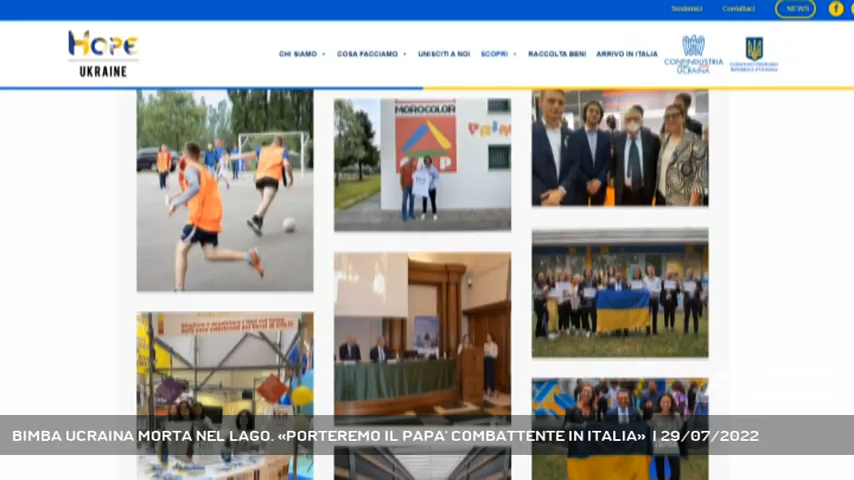 Sostienici Contattaci NEWS
HOPE
UKRAINE
CHI SIAMO COSA FACCIAMO UNISCITI A NOI SCOPRI RACCOLTA BENI ARRIVO IN ITALIA
CONFINDUSTRIA
UCRAINA
MOROCOLOR
BIMBA UCRAINA MORTA NEL LAGO. «PORTEREMO IL PAPA' COMBATTENTE IN ITALIA» | 29/07/2022